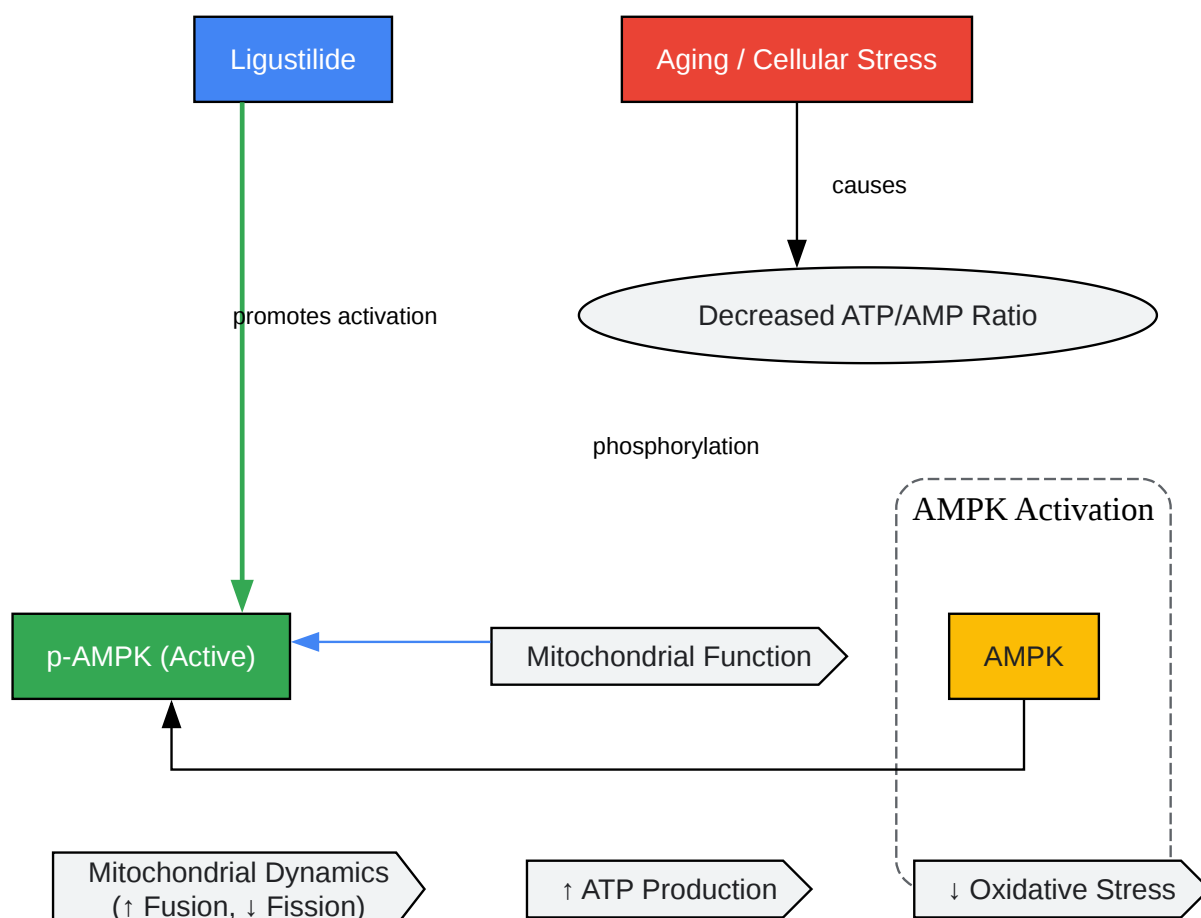 Ligustilide
Aging / Cellular Stress
causes
promotes activation
Decreased ATP/AMP Ratio
phosphorylation
AMPK Activation
p-AMPK (Active)
Mitochondrial Function
AMPK
Mitochondrial Dynamics
(↑ Fusion, ↓ Fission)
↑ ATP Production
↓ Oxidative Stress